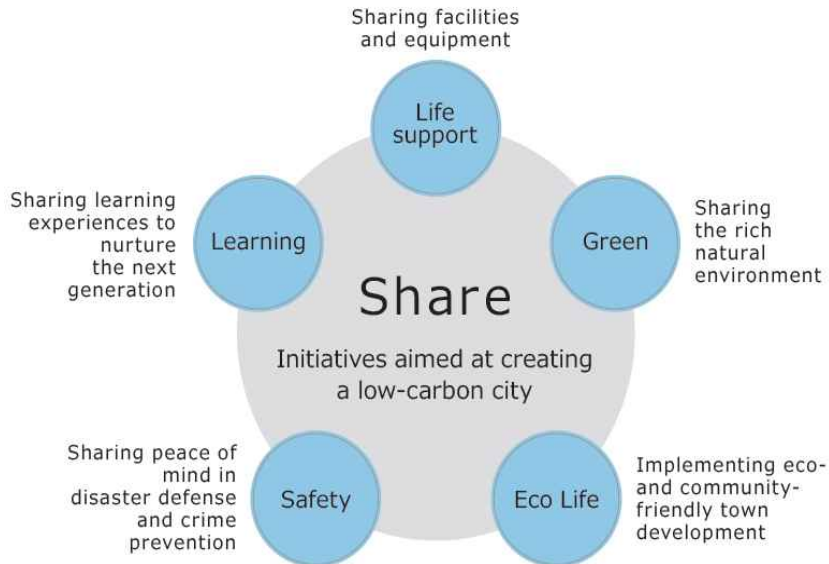 Sharing facilities
and equipment
Life
support
Sharing learning
experiences to
nurture
the next
generation
Learning
Green
Sharing
the rich
natural
environment
Share
Initiatives aimed at creating
a low-carbon city
Sharing peace of
mind in
disaster defense
and crime
prevention
Safety
Eco Life
Implementing eco-
and community-
friendly town
development